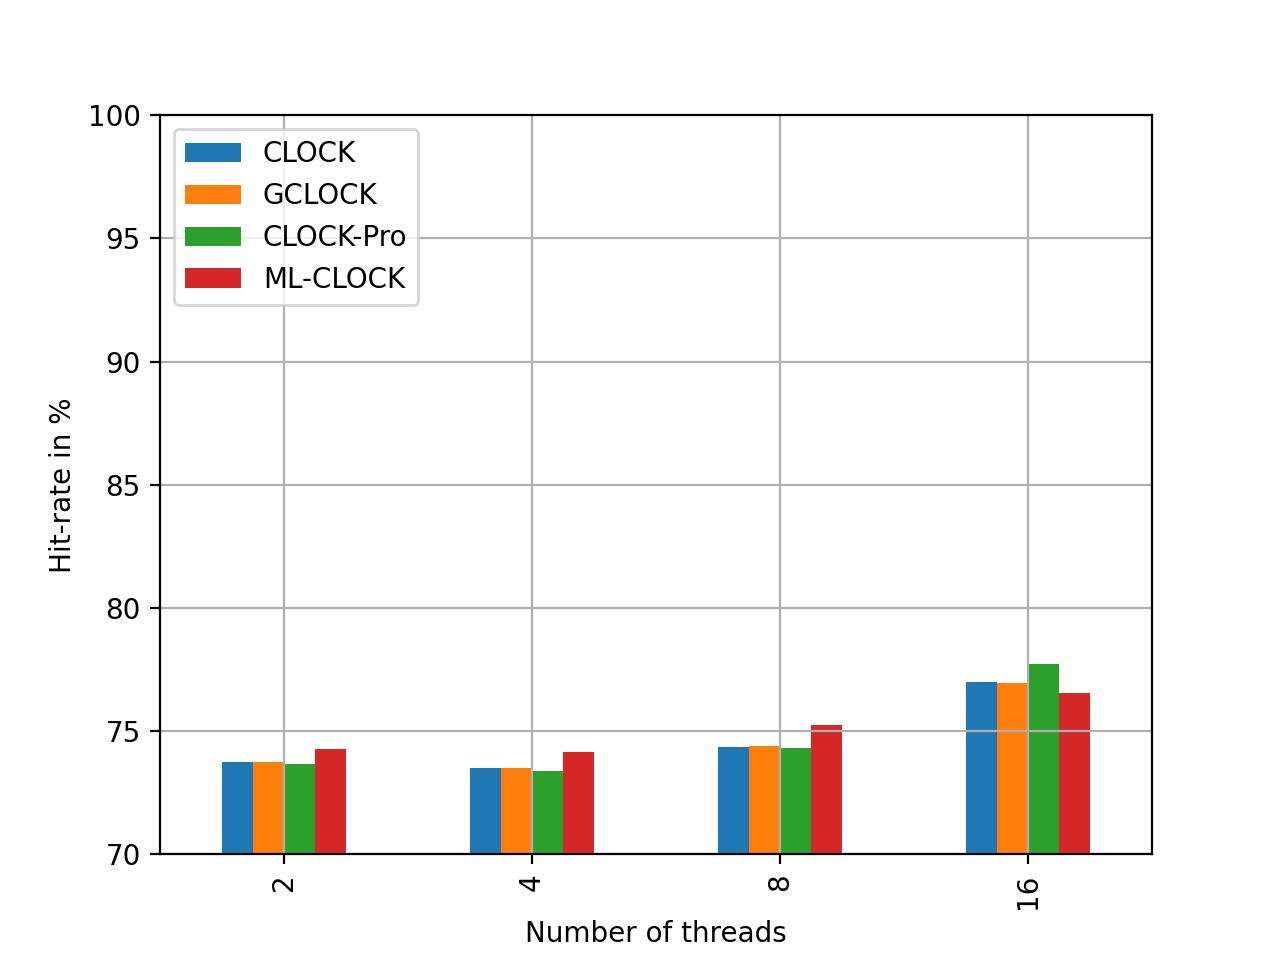 100
95
90
85
80
75
70
Hit-rate in %
CLOCK
GCLOCK
CLOCK-Pro
ML-CLOCK
2
4
8
16
Number of threads